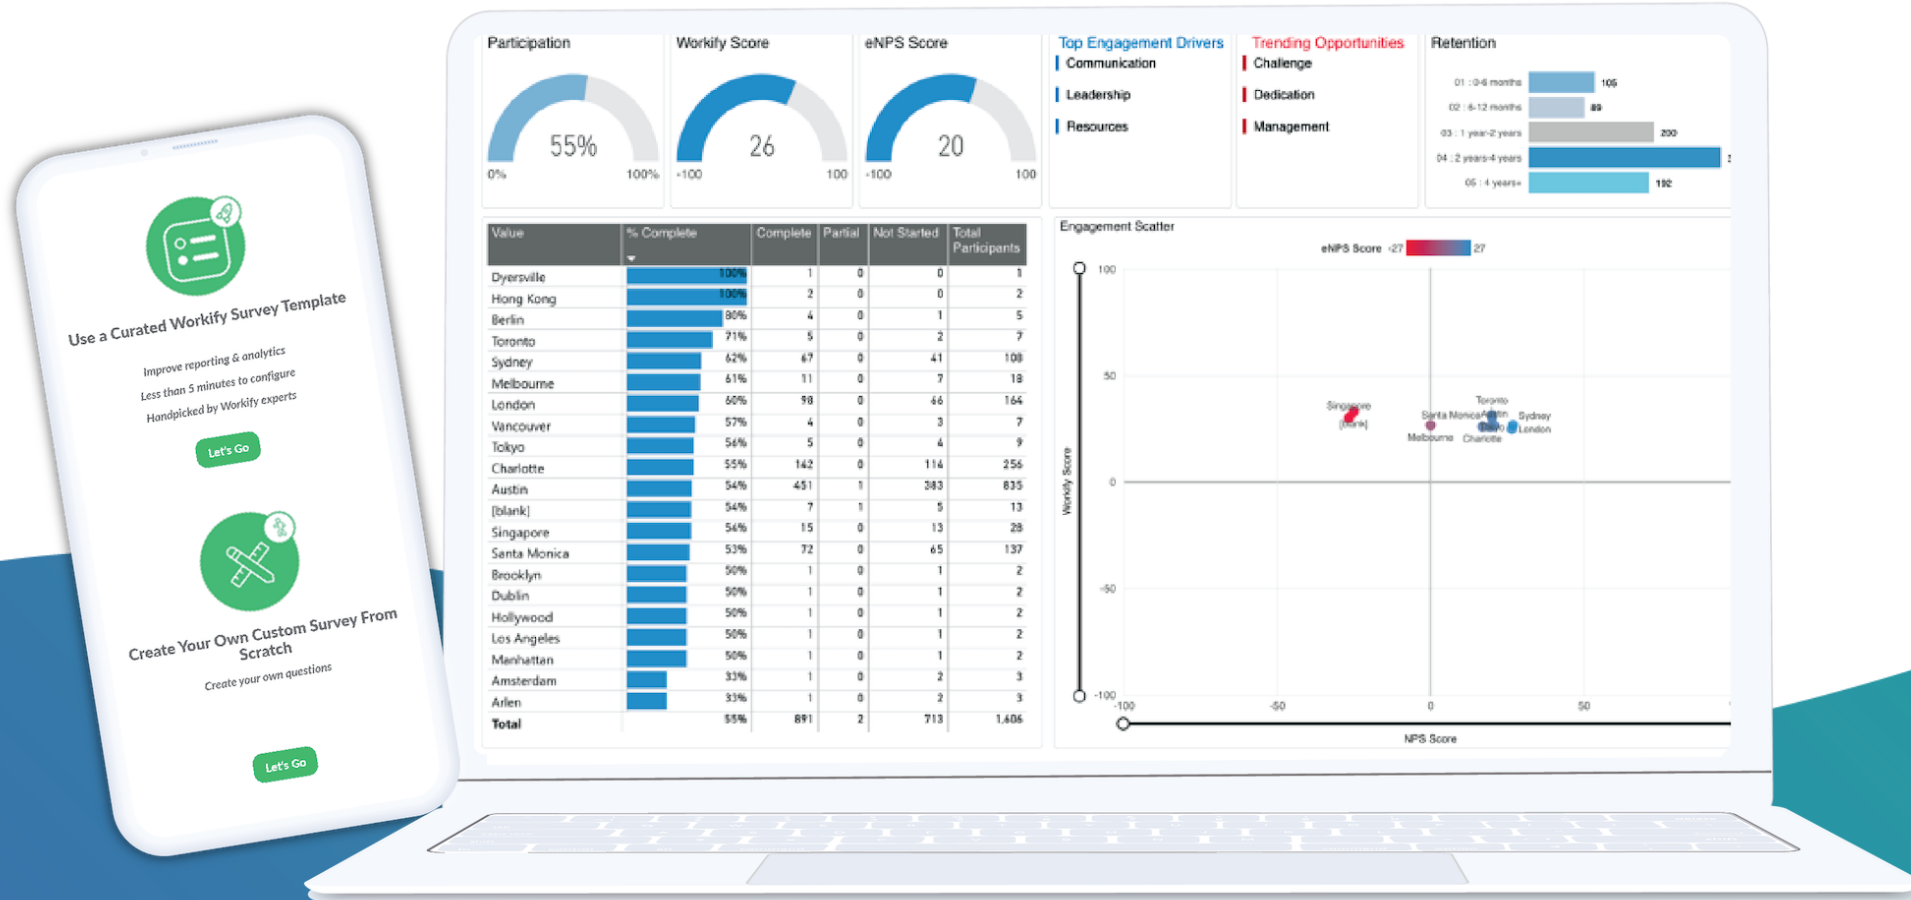 Use a Curated Workify Survey Template
Improve reporting & analytics
Less than 5 minutes to configure
Handpicked by Workify experts
Let's Go
Create Your Own Custom Survey From
Scratch
Create your own questions
Let's Go
Participation
55%
0% 100%
Workify Score
26
-100 100
eNPS Score
20
-100 100
Top Engagement Drivers
Communication
Leadership
Resources
Trending Opportunities
Challenge
Dedication
Management
Retention
01 : 0-6 months 105
02 : 6-12 months 89
03 : 1 year-2 years 200
04 : 2 years-4 years
05 : 4 years+ 192
Value % Complete Complete Partial Not Started Total Participants
Dyersville 100% 1 0 0 1
Hong Kong 100% 2 0 0 2
Berlin 80% 4 0 1 5
Toronto 71% 5 0 2 7
Sydney 62% 67 0 41 108
Melbourne 61% 11 0 7 18
London 60% 98 0 66 164
Vancouver 57% 4 0 3 7
Tokyo 56% 5 0 4 9
Charlotte 55% 142 0 114 256
Austin 54% 451 1 383 835
[blank] 54% 7 1 5 13
Singapore 54% 15 0 13 28
Santa Monica 53% 72 0 65 137
Brooklyn 50% 1 0 1 2
Dublin 50% 1 0 1 2
Hollywood 50% 1 0 1 2
Los Angeles 50% 1 0 1 2
Manhattan 50% 1 0 1 2
Amsterdam 33% 1 0 2 3
Arlen 33% 1 0 2 3
Total 55% 891 2 713 1,606
Engagement Scatter
eNPS Score -27 27
100
50
0
-50
-100
Workify Score
Singapore
[blank]
Toronto
Santa Monica Austin Sydney
London
Melbourne Charlotte
-100 -50 0 50
NPS Score